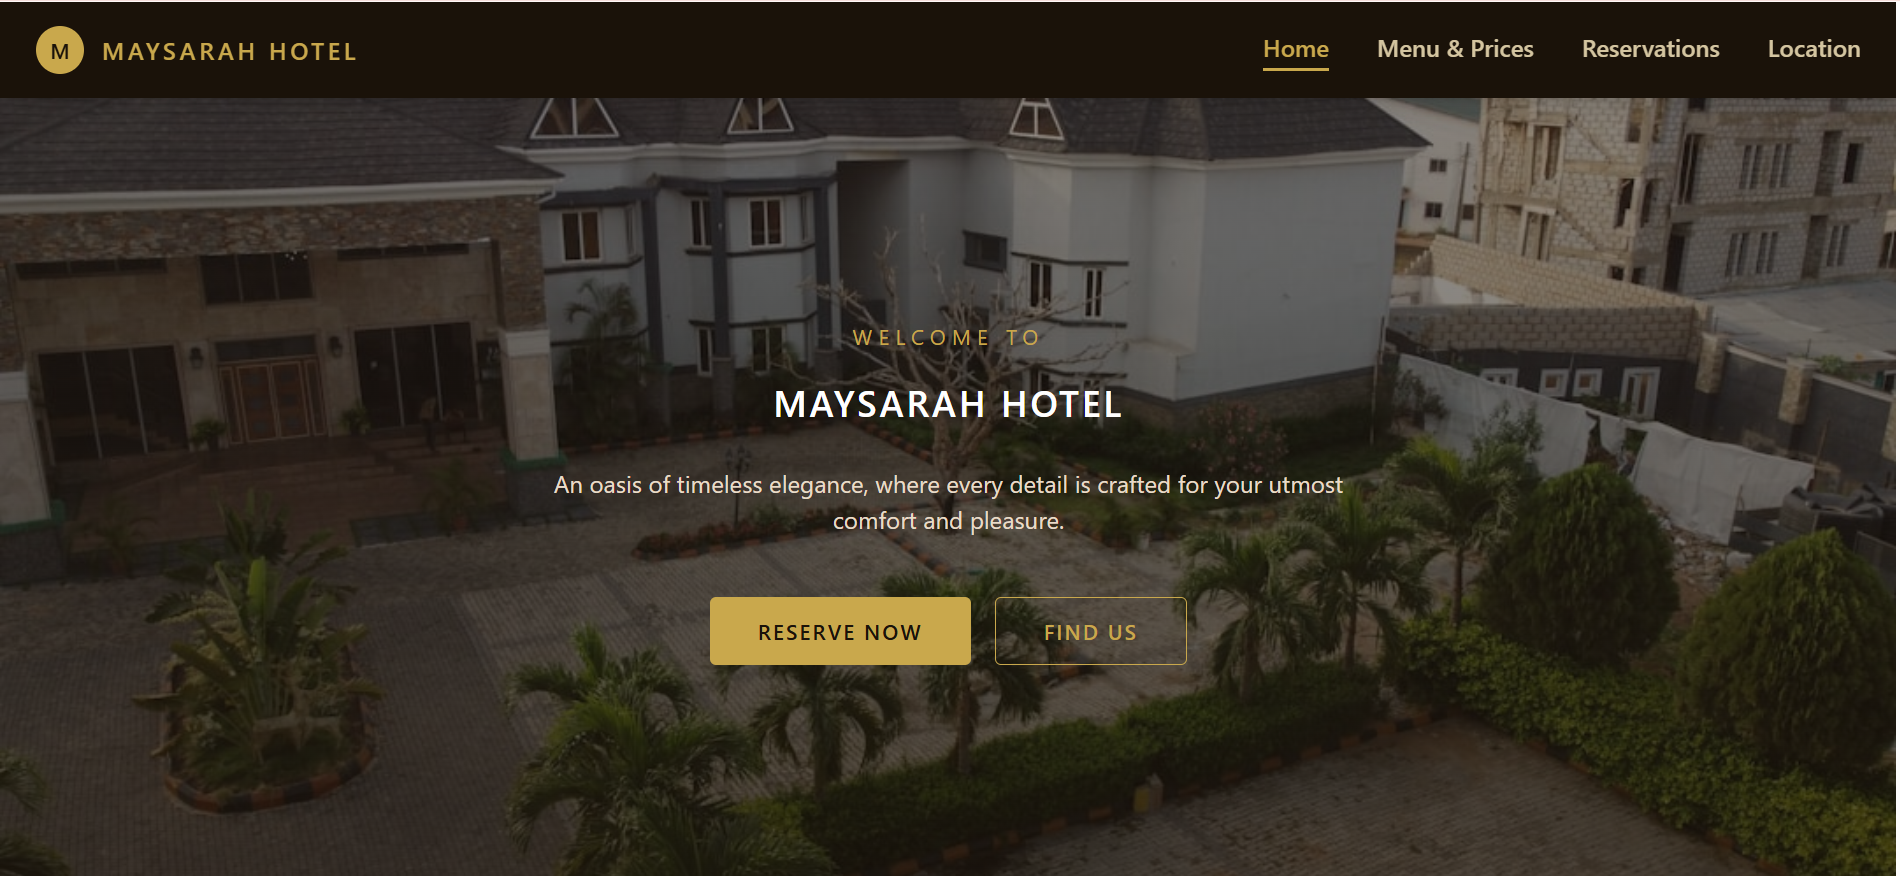 M MAYSARAH HOTEL
Home Menu & Prices Reservations Location
WELCOME TO
MAYSARAH HOTEL
An oasis of timeless elegance, where every detail is crafted for your utmost
comfort and pleasure.
RESERVE NOW FIND US